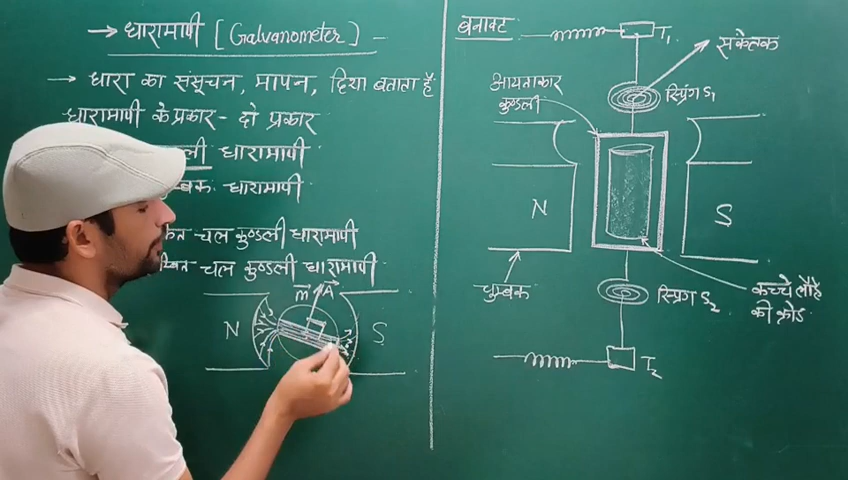 → धारामापी [Galvanometer] -
→ धारा का संसूचन, मापन, दिशा बताता है
धारामापी के प्रकार - दो प्रकार
ली धारामापी
म्बक धारामापी
चल कुण्डली धारामापी
चल कुण्डली धारामापी
N
m
A
S
बनावट
T₁
संकेतक
स्प्रिंग S₁
आयताकार
कुण्डली
N
S
चुम्बक
स्प्रिंग S₂
कच्चे लौहे
की क्रोड
T₂